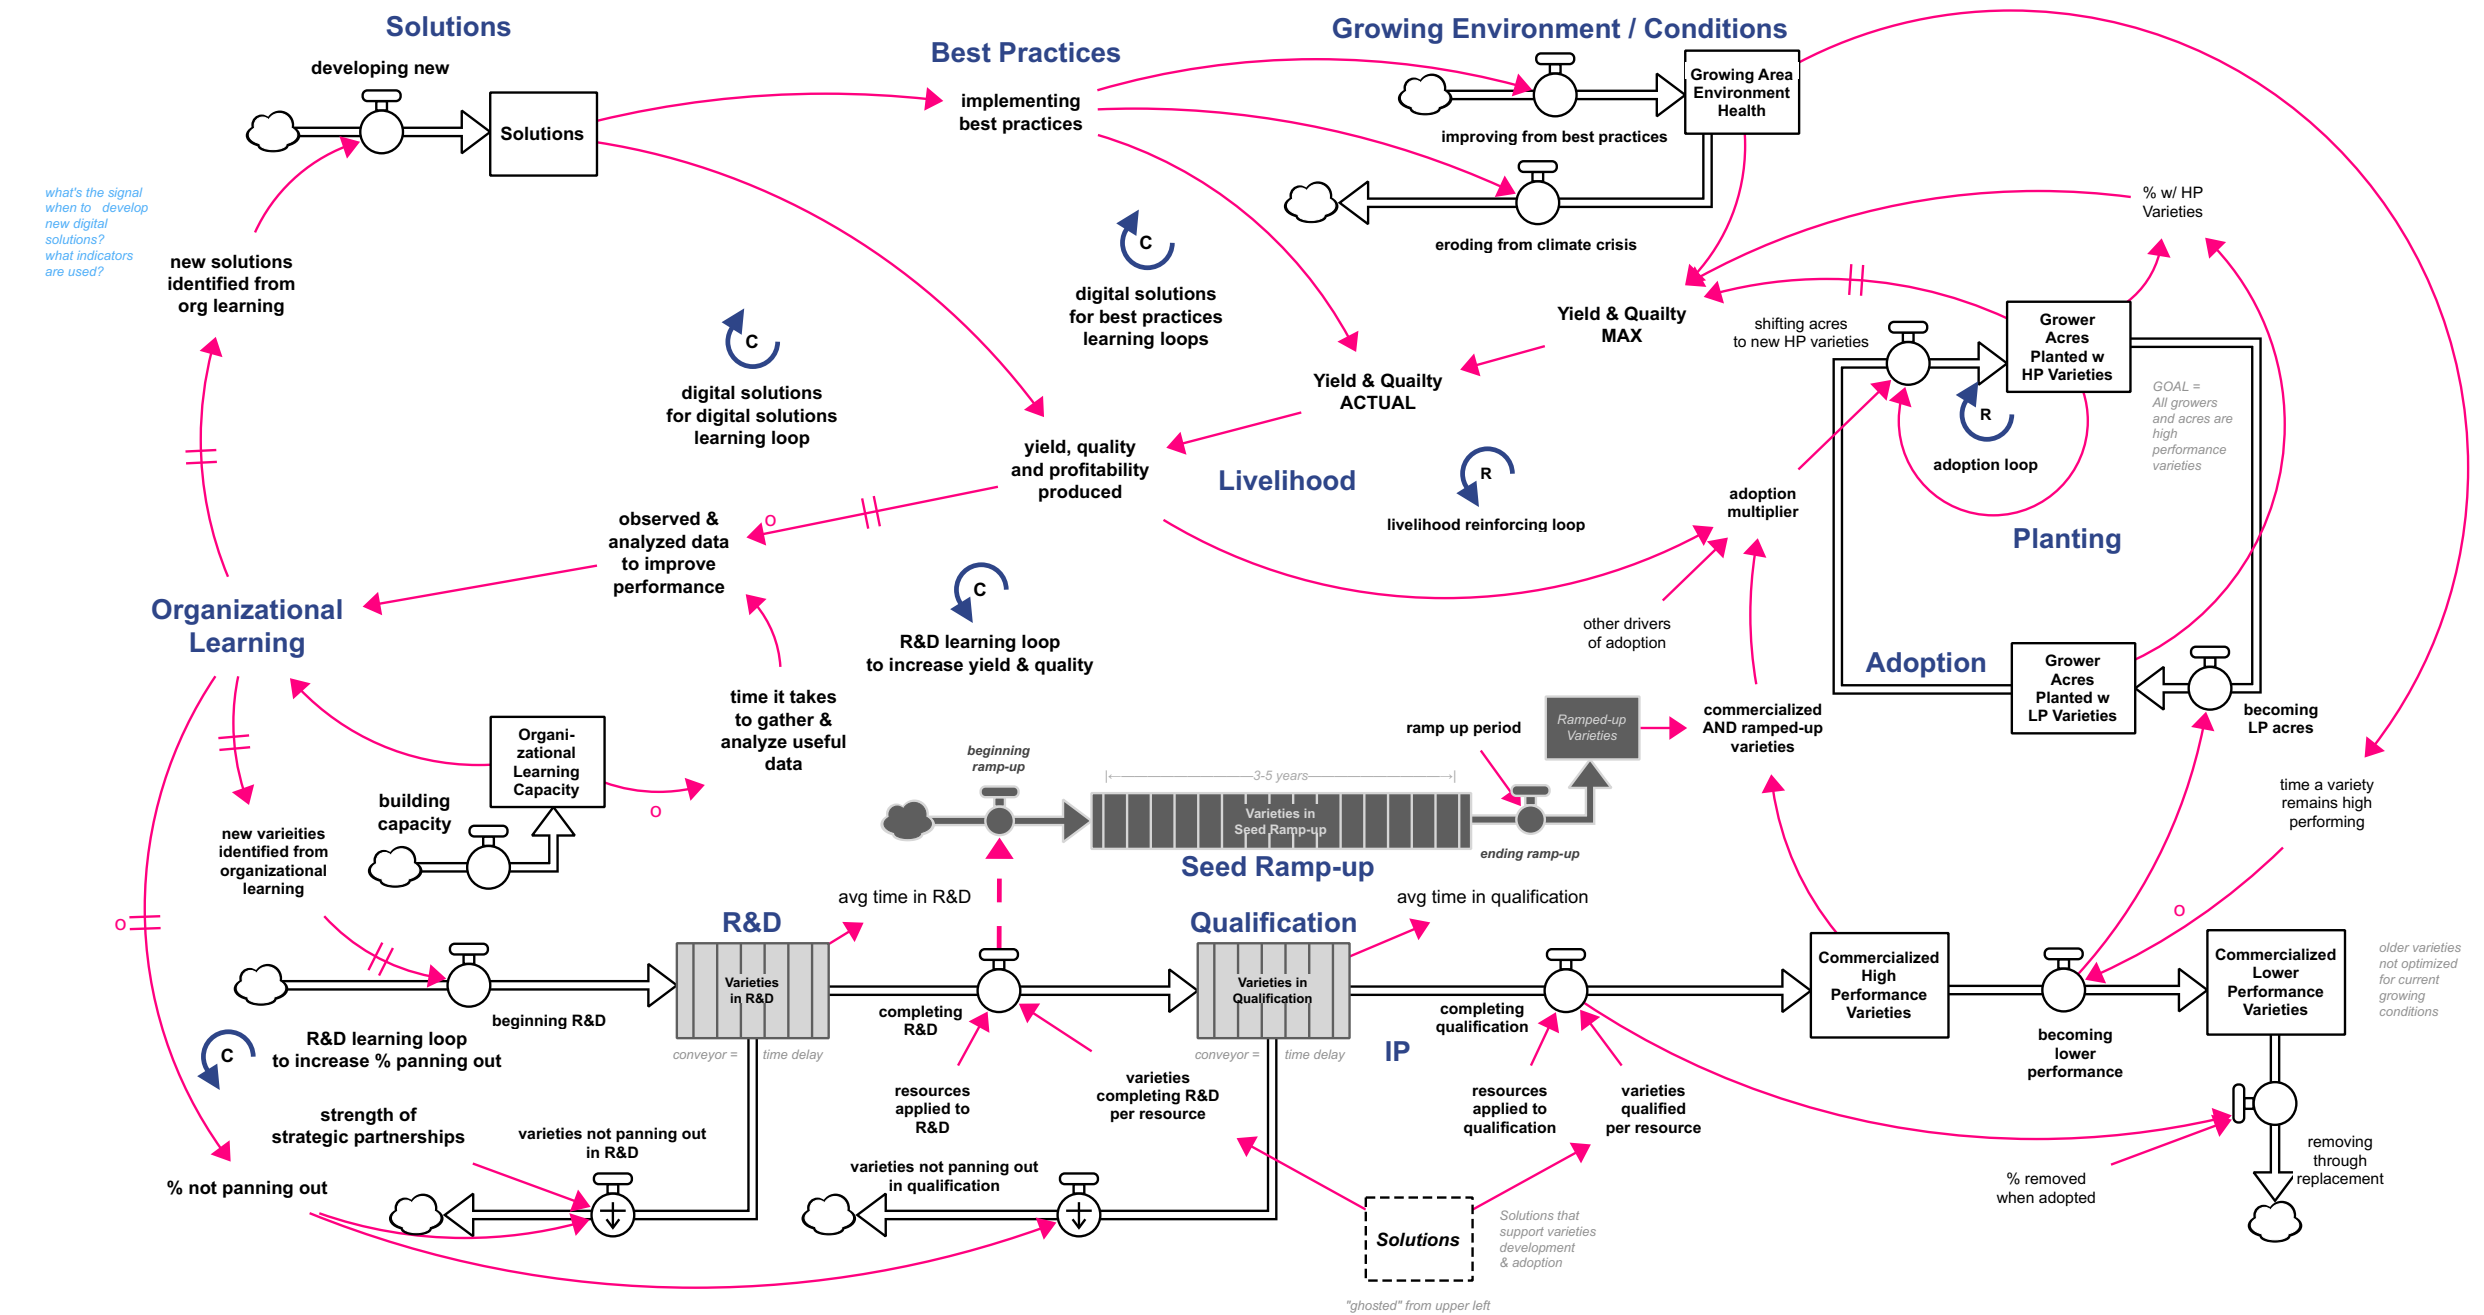 Solutions
developing new
Solutions
Best Practices
implementing
best practices
Growing Environment / Conditions
Growing Area
Environment
Health
improving from best practices
eroding from climate crisis
what's the signal
when to develop
new digital
solutions?
what indicators
are used?
new solutions
identified from
org learning
C
digital solutions
for best practices
learning loops
C
digital solutions
for digital solutions
learning loop
% w/ HP
Varieties
Yield & Quailty
MAX
Yield & Quailty
ACTUAL
shifting acres
to new HP varieties
Grower
Acres
Planted w
HP Varieties
GOAL =
All growers
and acres are
high
performance
varieties
R
adoption loop
yield, quality
and profitability
produced
Livelihood
R
livelihood reinforcing loop
adoption
multiplier
Planting
observed &
analyzed data
to improve
performance
o
C
R&D learning loop
to increase yield & quality
Organizational
Learning
other drivers
of adoption
Adoption
Grower
Acres
Planted w
LP Varieties
becoming
LP acres
time it takes
to gather &
analyze useful
data
Organi-
zational
Learning
Capacity
o
building
capacity
beginning
ramp-up
3-5 years
Varieties in
Seed Ramp-up
ramp up period
Ramped-up
Varieties
commercialized
AND ramped-up
varieties
ending ramp-up
Seed Ramp-up
time a variety
remains high
performing
new varieities
identified from
organizational
learning
o
R&D
avg time in R&D
Qualification
avg time in qualification
o
Varieties
in R&D
beginning R&D
conveyor = time delay
completing
R&D
Varieties in
Qualification
conveyor = time delay
completing
qualification
IP
Commercialized
High
Performance
Varieties
becoming
lower
performance
Commercialized
Lower
Performance
Varieties
older varieties
not optimized
for current
growing
conditions
C
R&D learning loop
to increase % panning out
resources
applied to
R&D
varieties
completing R&D
per resource
resources
applied to
qualification
varieties
qualified
per resource
strength of
strategic partnerships
varieties not panning out
in R&D
varieties not panning out
in qualification
% not panning out
removing
through
replacement
% removed
when adopted
Solutions
Solutions that
support varieties
development
& adoption
"ghosted" from upper left